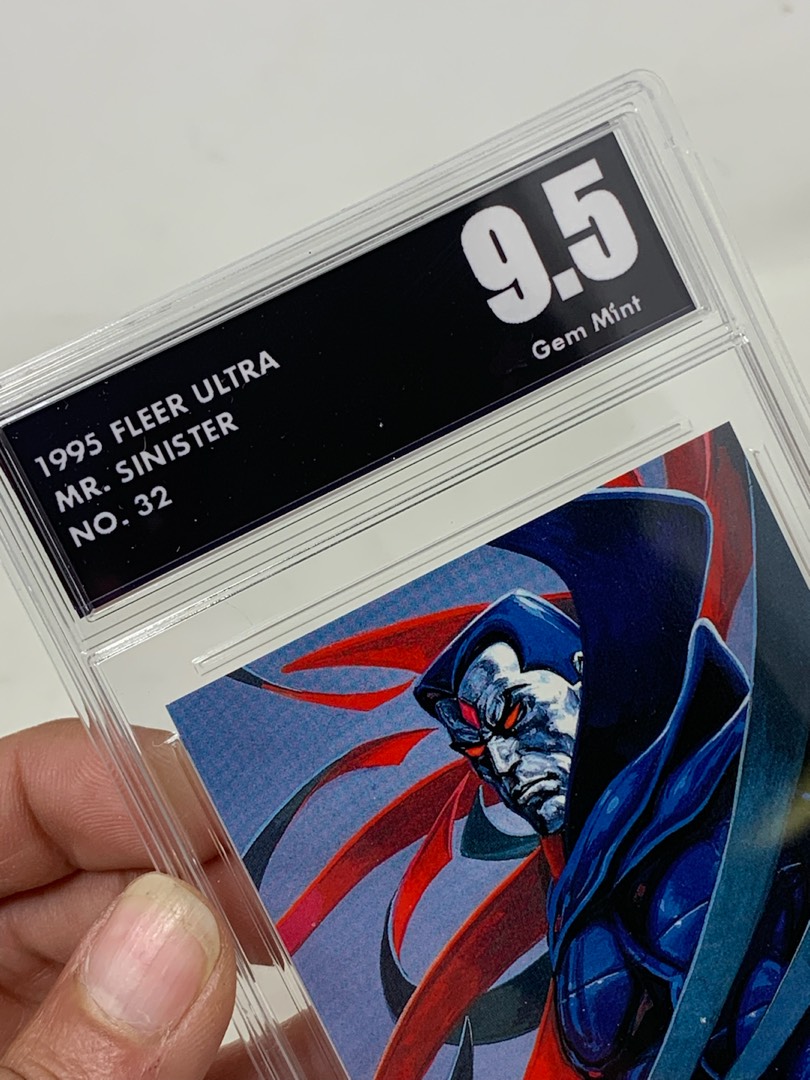 9.5
Gem Mint
1995 FLEER ULTRA
MR. SINISTER
NO. 32